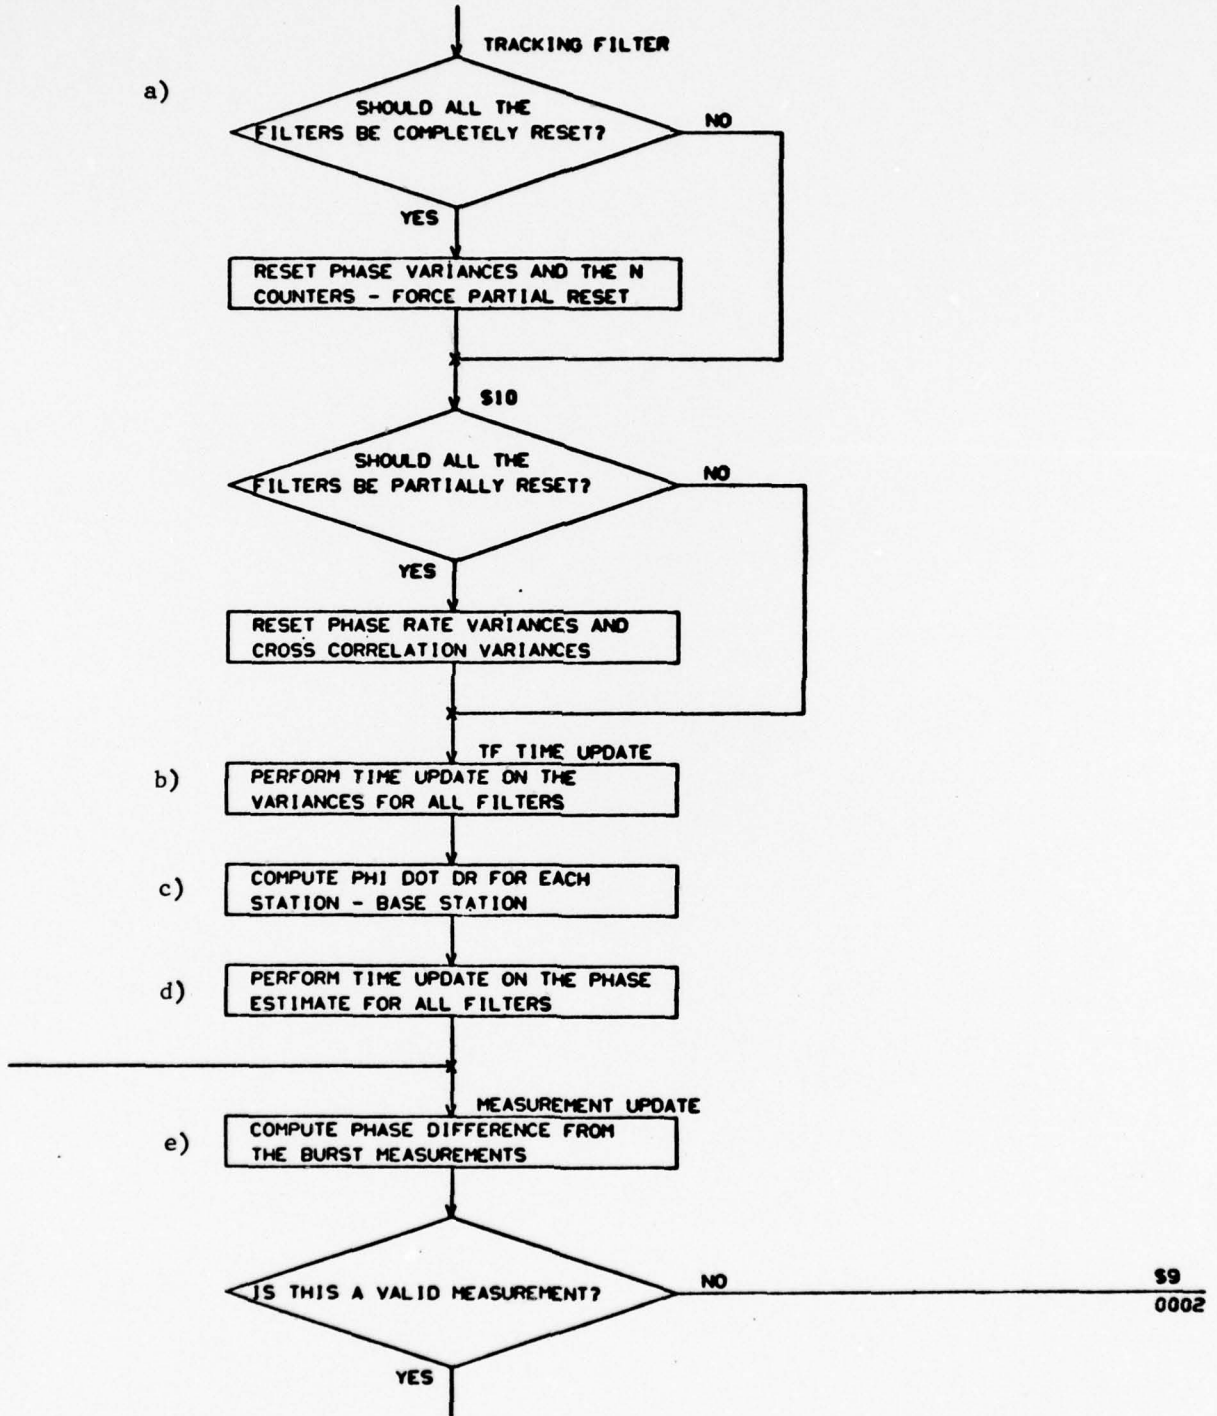 TRACKING FILTER
a)
SHOULD ALL THE
FILTERS BE COMPLETELY RESET?
NO
YES
RESET PHASE VARIANCES AND THE N
COUNTERS - FORCE PARTIAL RESET
$10
SHOULD ALL THE
FILTERS BE PARTIALLY RESET?
NO
YES
RESET PHASE RATE VARIANCES AND
CROSS CORRELATION VARIANCES
TF TIME UPDATE
b)
PERFORM TIME UPDATE ON THE
VARIANCES FOR ALL FILTERS
c)
COMPUTE PHI DOT DR FOR EACH
STATION - BASE STATION
d)
PERFORM TIME UPDATE ON THE PHASE
ESTIMATE FOR ALL FILTERS
MEASUREMENT UPDATE
e)
COMPUTE PHASE DIFFERENCE FROM
THE BURST MEASUREMENTS
IS THIS A VALID MEASUREMENT?
NO
$9
0002
YES